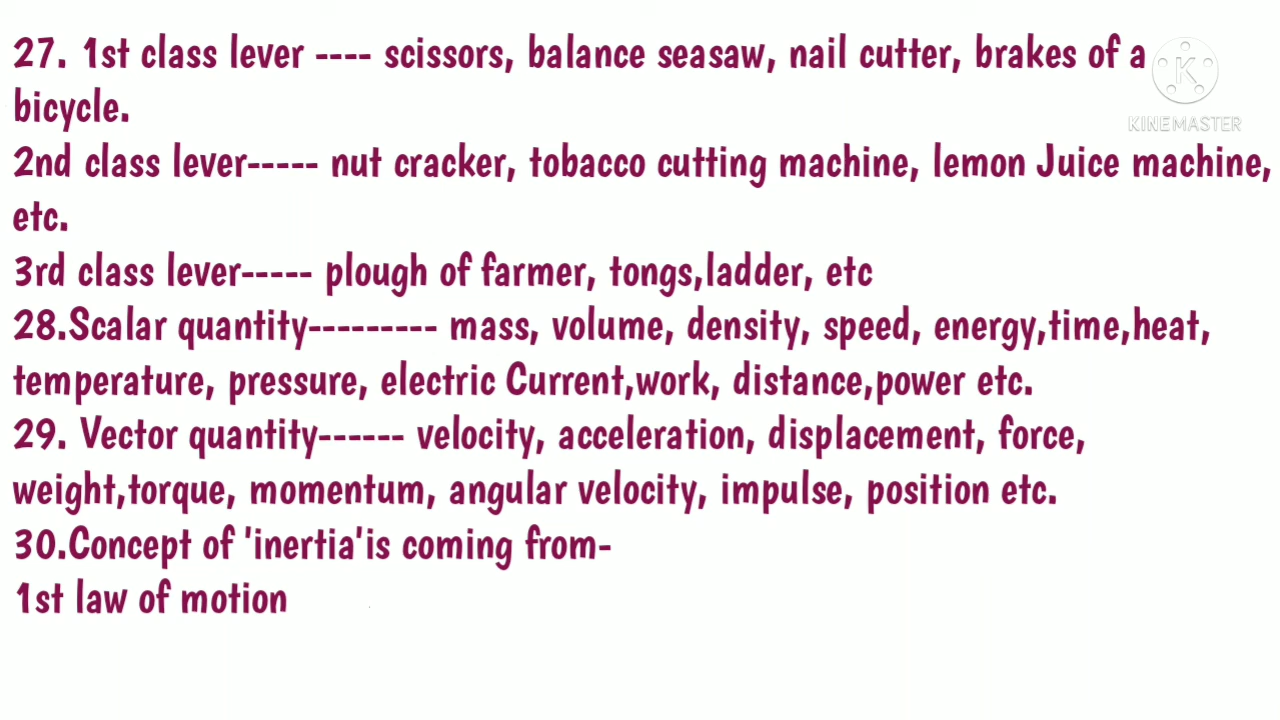 27. 1st class lever ---- scissors, balance seasaw, nail cutter, brakes of a
bicycle.
2nd class lever----- nut cracker, tobacco cutting machine, lemon Juice machine,
etc.
3rd class lever----- plough of farmer, tongs,ladder, etc
28.Scalar quantity--------- mass, volume, density, speed, energy,time,heat,
temperature, pressure, electric Current,work, distance,power etc.
29. Vector quantity------ velocity, acceleration, displacement, force,
weight,torque, momentum, angular velocity, impulse, position etc.
30.Concept of 'inertia'is coming from-
1st law of motion
K
KINEMASTER